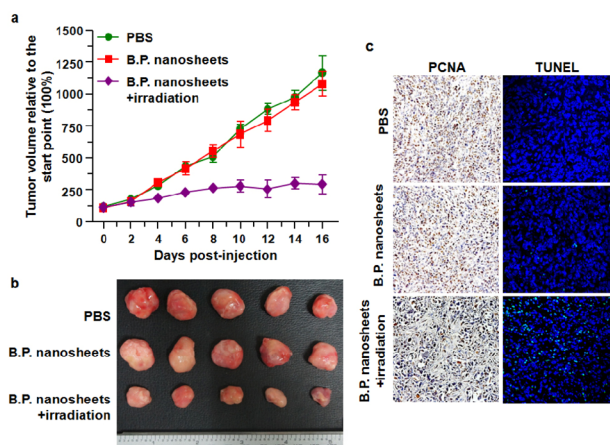 a
PBS
B.P. nanosheets
B.P. nanosheets
+irradiation
Tumor volume relative to the
start point (100%)
1500
1250
1000
750
500
250
0
0 2 4 6 8 10 12 14 16
Days post-injection
b
PBS
B.P. nanosheets
B.P. nanosheets
+irradiation
c
PCNA TUNEL
PBS
B.P. nanosheets
B.P. nanosheets
+irradiation